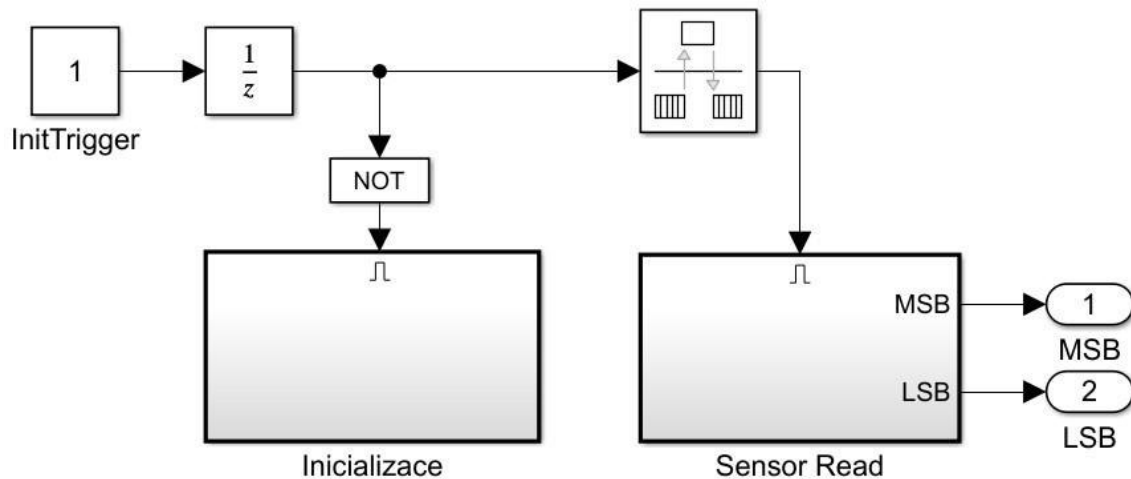 1
1
z
InitTrigger
NOT
MSB
1
MSB
LSB
2
LSB
Inicializace
Sensor Read